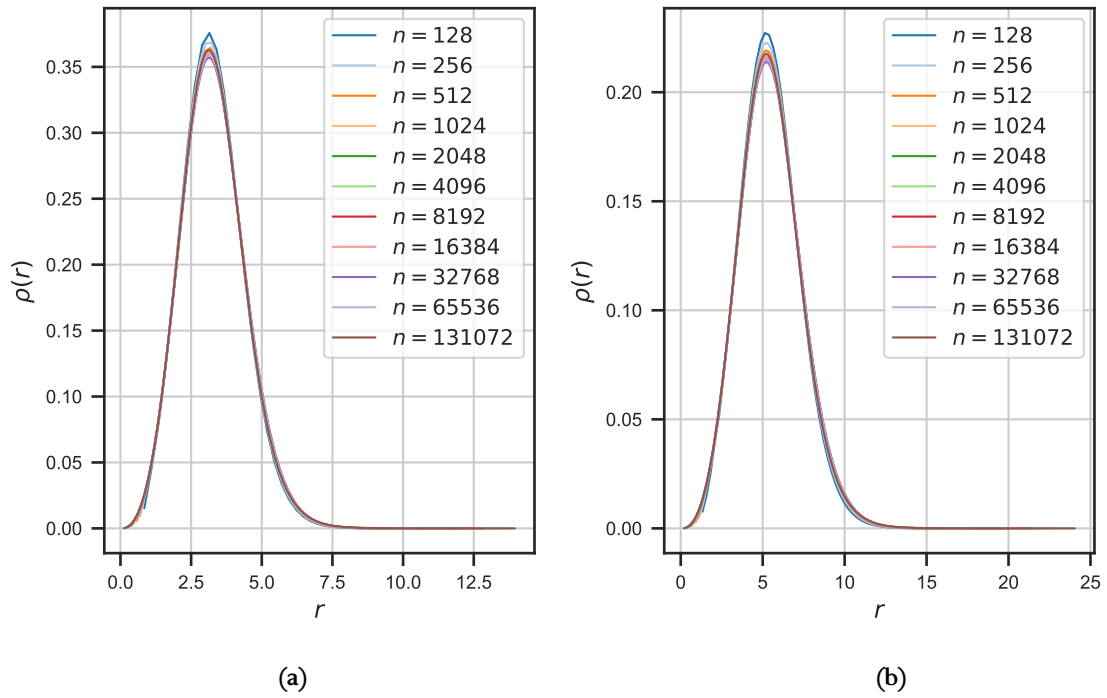 n = 128
n = 256
n = 512
n = 1024
n = 2048
n = 4096
n = 8192
n = 16384
n = 32768
n = 65536
n = 131072
0.35
0.30
0.25
0.20
0.15
0.10
0.05
0.00
ρ(r)
0.0 2.5 5.0 7.5 10.0 12.5
r
(a)
n = 128
n = 256
n = 512
n = 1024
n = 2048
n = 4096
n = 8192
n = 16384
n = 32768
n = 65536
n = 131072
0.20
0.15
0.10
0.05
0.00
ρ(r)
0 5 10 15 20 25
r
(b)